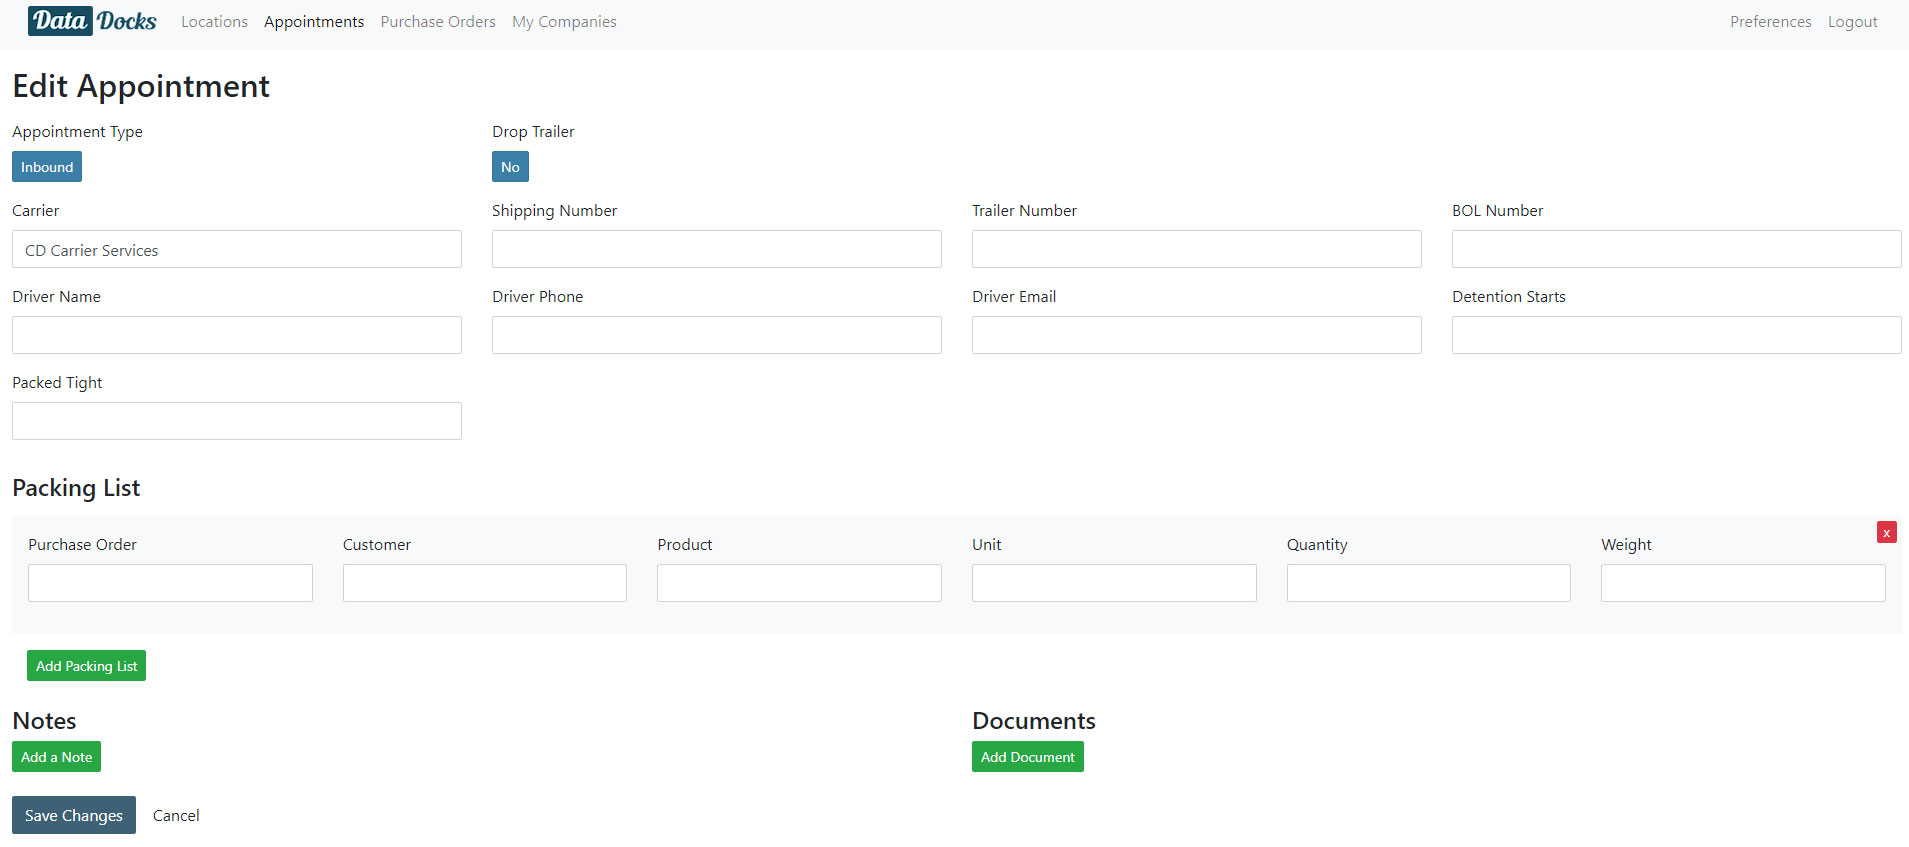 Data Docks Locations Appointments Purchase Orders My Companies Preferences Logout
Edit Appointment
Appointment Type Drop Trailer
Inbound No
Carrier Shipping Number Trailer Number BOL Number
CD Carrier Services
Driver Name Driver Phone Driver Email Detention Starts
Packed Tight
Packing List
x
Purchase Order Customer Product Unit Quantity Weight
Add Packing List
Notes Documents
Add a Note Add Document
Save Changes Cancel